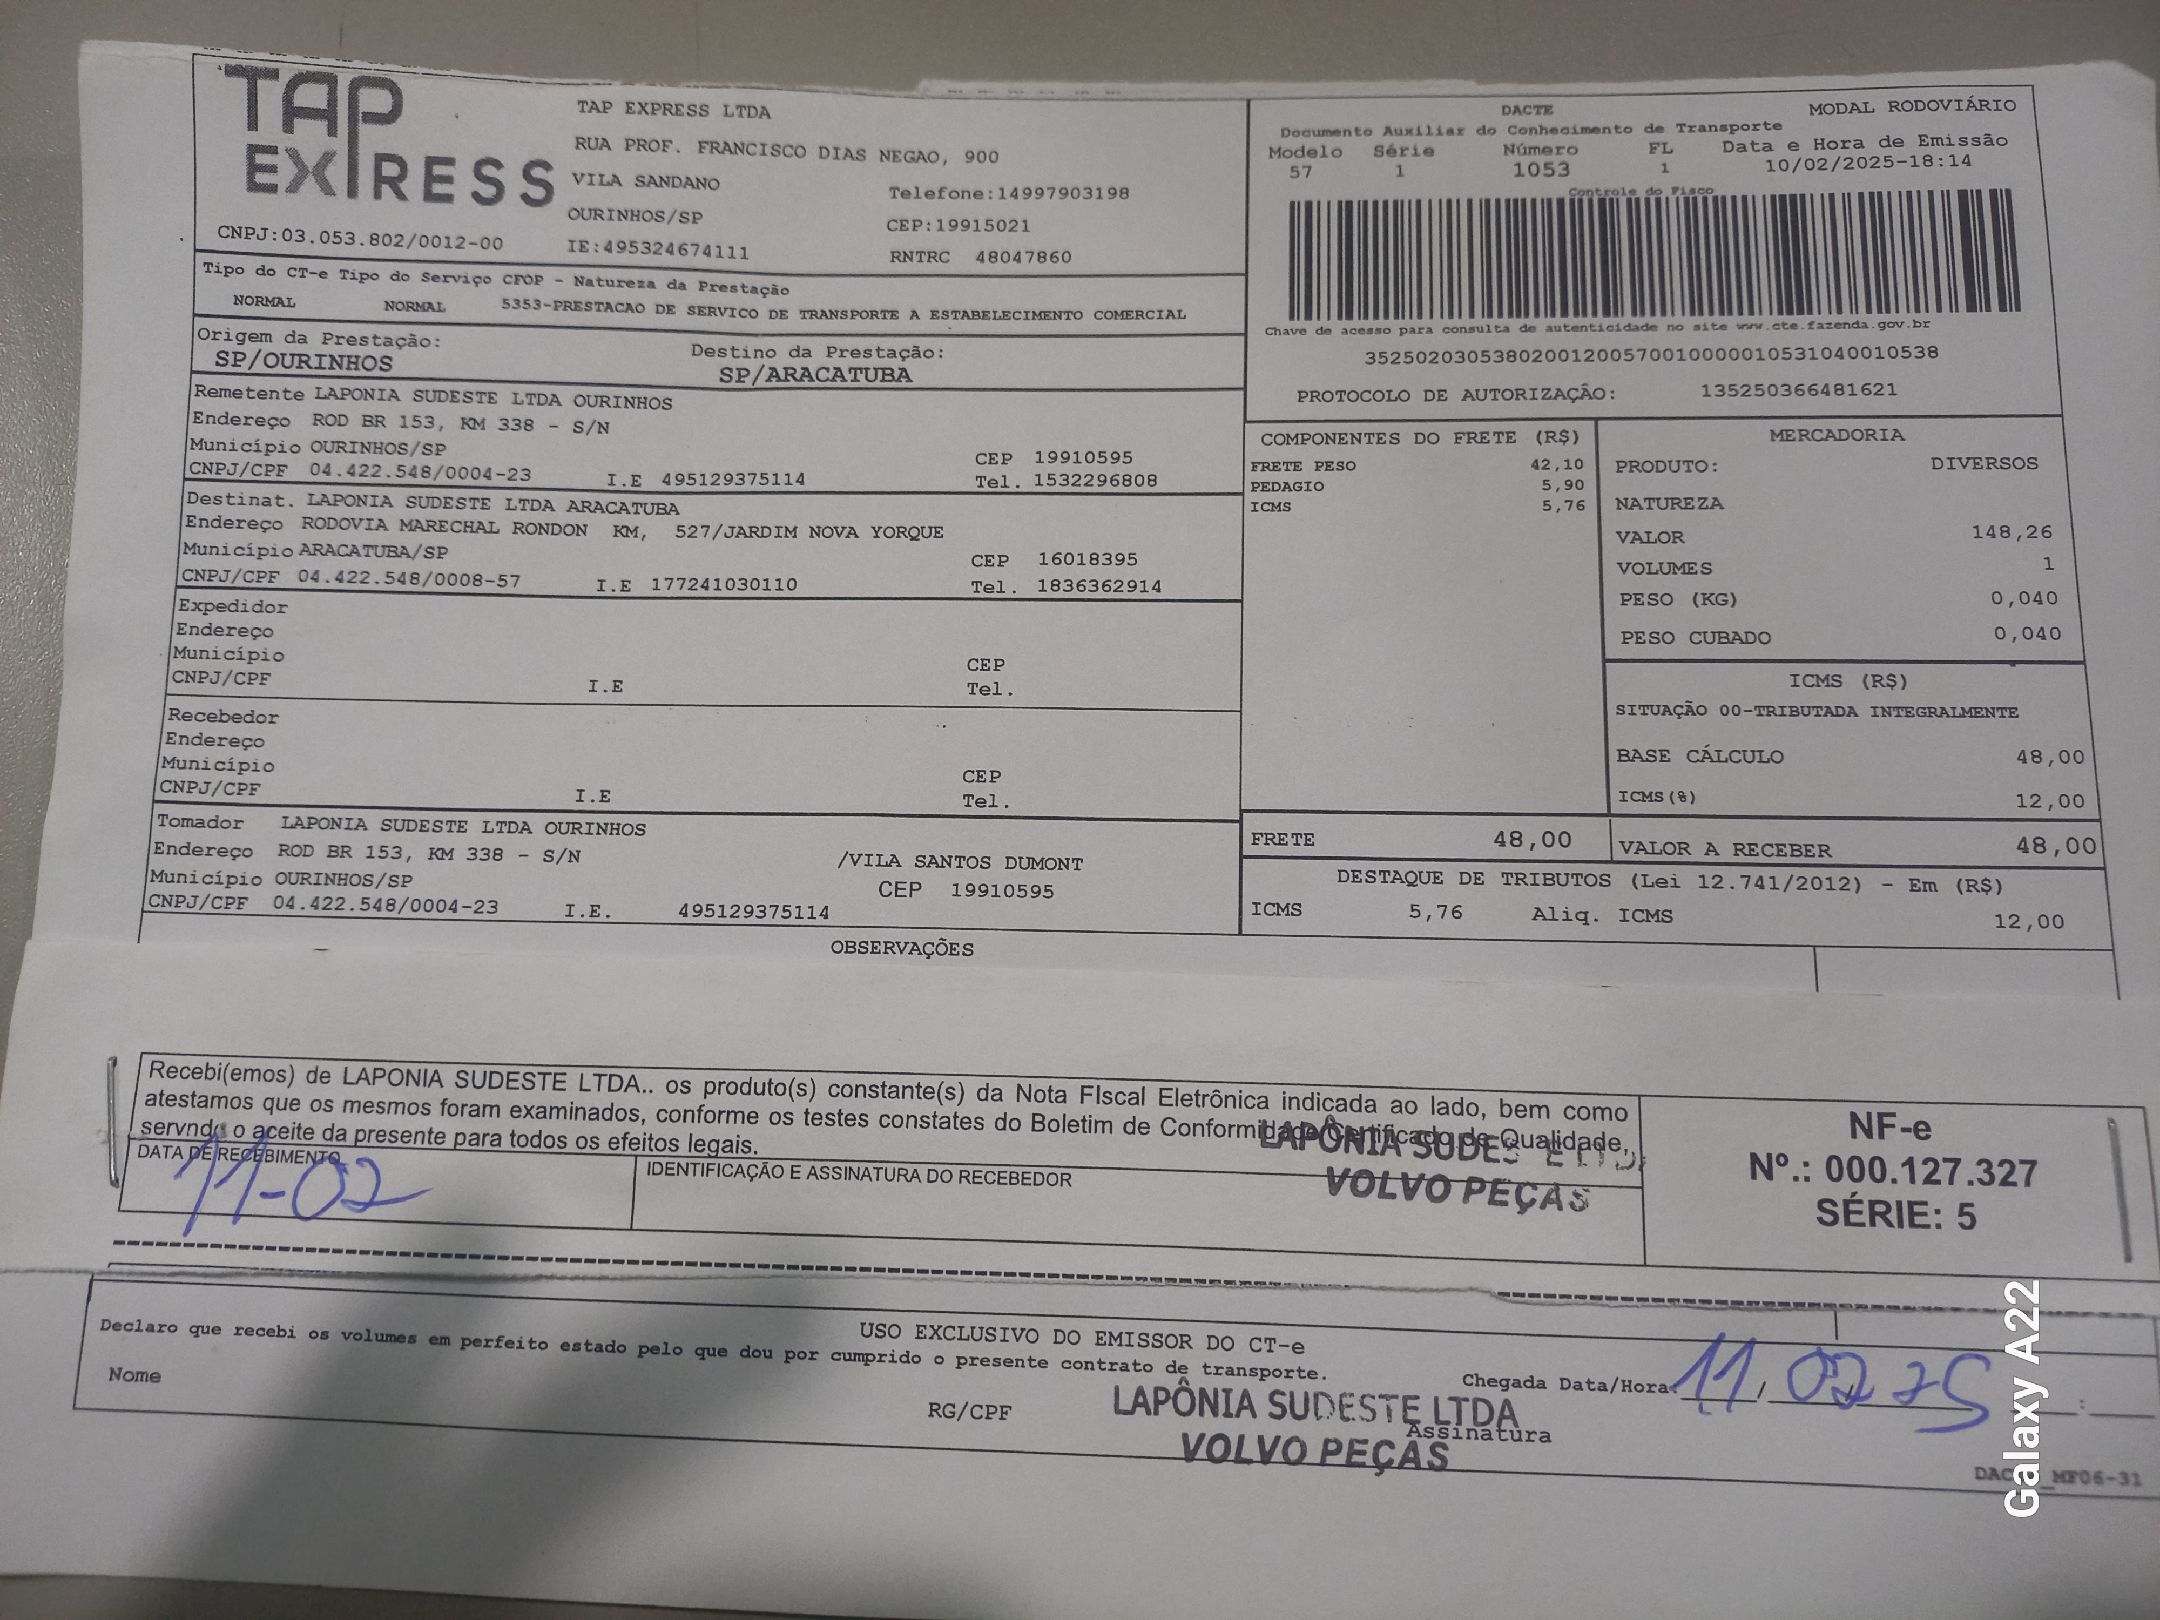 TAP
EXPRESS
TAP EXPRESS LTDA
RUA PROF. FRANCISCO DIAS NEGAO, 900
VILA SANDANO
Telefone:14997903198
OURINHOS/SP
CEP:19915021
CNPJ:03.053.802/0012-00
IE:495324674111
RNTRC 48047860
DACTE
MODAL RODOVIÁRIO
Documento Auxiliar do Conhecimento de Transporte
Modelo Série Número FL Data e Hora de Emissão
57 1 1053 1 10/02/2025-18:14
Controle do Fisco
Chave de acesso para consulta de autenticidade no site www.cte.fazenda.gov.br
35250203053802001200570010000010531040010538
PROTOCOLO DE AUTORIZAÇÃO: 135250366481621
Tipo do CT-e Tipo do Serviço CFOP - Natureza da Prestação
NORMAL NORMAL 5353-PRESTACAO DE SERVICO DE TRANSPORTE A ESTABELECIMENTO COMERCIAL
Origem da Prestação: Destino da Prestação:
SP/OURINHOS SP/ARACATUBA
Remetente LAPONIA SUDESTE LTDA OURINHOS
Endereço ROD BR 153, KM 338 - S/N
Município OURINHOS/SP CEP 19910595
CNPJ/CPF 04.422.548/0004-23 I.E 495129375114 Tel. 1532296808
Destinat. LAPONIA SUDESTE LTDA ARACATUBA
Endereço RODOVIA MARECHAL RONDON KM, 527/JARDIM NOVA YORQUE
Município ARACATUBA/SP CEP 16018395
CNPJ/CPF 04.422.548/0008-57 I.E 177241030110 Tel. 1836362914
Expedidor
Endereço
Município CEP
CNPJ/CPF I.E Tel.
Recebedor
Endereço
Município CEP
CNPJ/CPF I.E Tel.
Tomador LAPONIA SUDESTE LTDA OURINHOS
Endereço ROD BR 153, KM 338 - S/N /VILA SANTOS DUMONT
Município OURINHOS/SP CEP 19910595
CNPJ/CPF 04.422.548/0004-23 I.E. 495129375114
COMPONENTES DO FRETE (R$)
FRETE PESO 42,10
PEDAGIO 5,90
ICMS 5,76
MERCADORIA
PRODUTO: DIVERSOS
NATUREZA
VALOR 148,26
VOLUMES 1
PESO (KG) 0,040
PESO CUBADO 0,040
ICMS (R$)
SITUAÇÃO 00-TRIBUTADA INTEGRALMENTE
BASE CÁLCULO 48,00
ICMS(%) 12,00
FRETE 48,00 VALOR A RECEBER 48,00
DESTAQUE DE TRIBUTOS (Lei 12.741/2012) - Em (R$)
ICMS 5,76 Aliq. ICMS 12,00
OBSERVAÇÕES
Recebi(emos) de LAPONIA SUDESTE LTDA.. os produto(s) constante(s) da Nota FIscal Eletrônica indicada ao lado, bem como
atestamos que os mesmos foram examinados, conforme os testes constates do Boletim de Conformidade Certificado de Qualidade,
servndo o aceite da presente para todos os efeitos legais.
LAPÔNIA SUDESTE LTDA
VOLVO PEÇAS
DATA DE RECEBIMENTO
11-02
IDENTIFICAÇÃO E ASSINATURA DO RECEBEDOR
NF-e
Nº.: 000.127.327
SÉRIE: 5
USO EXCLUSIVO DO EMISSOR DO CT-e
Declaro que recebi os volumes em perfeito estado pelo que dou por cumprido o presente contrato de transporte.
Nome
RG/CPF
LAPÔNIA SUDESTE LTDA
Assinatura
VOLVO PEÇAS
Chegada Data/Hora: 11/02 25 :
Galaxy A22